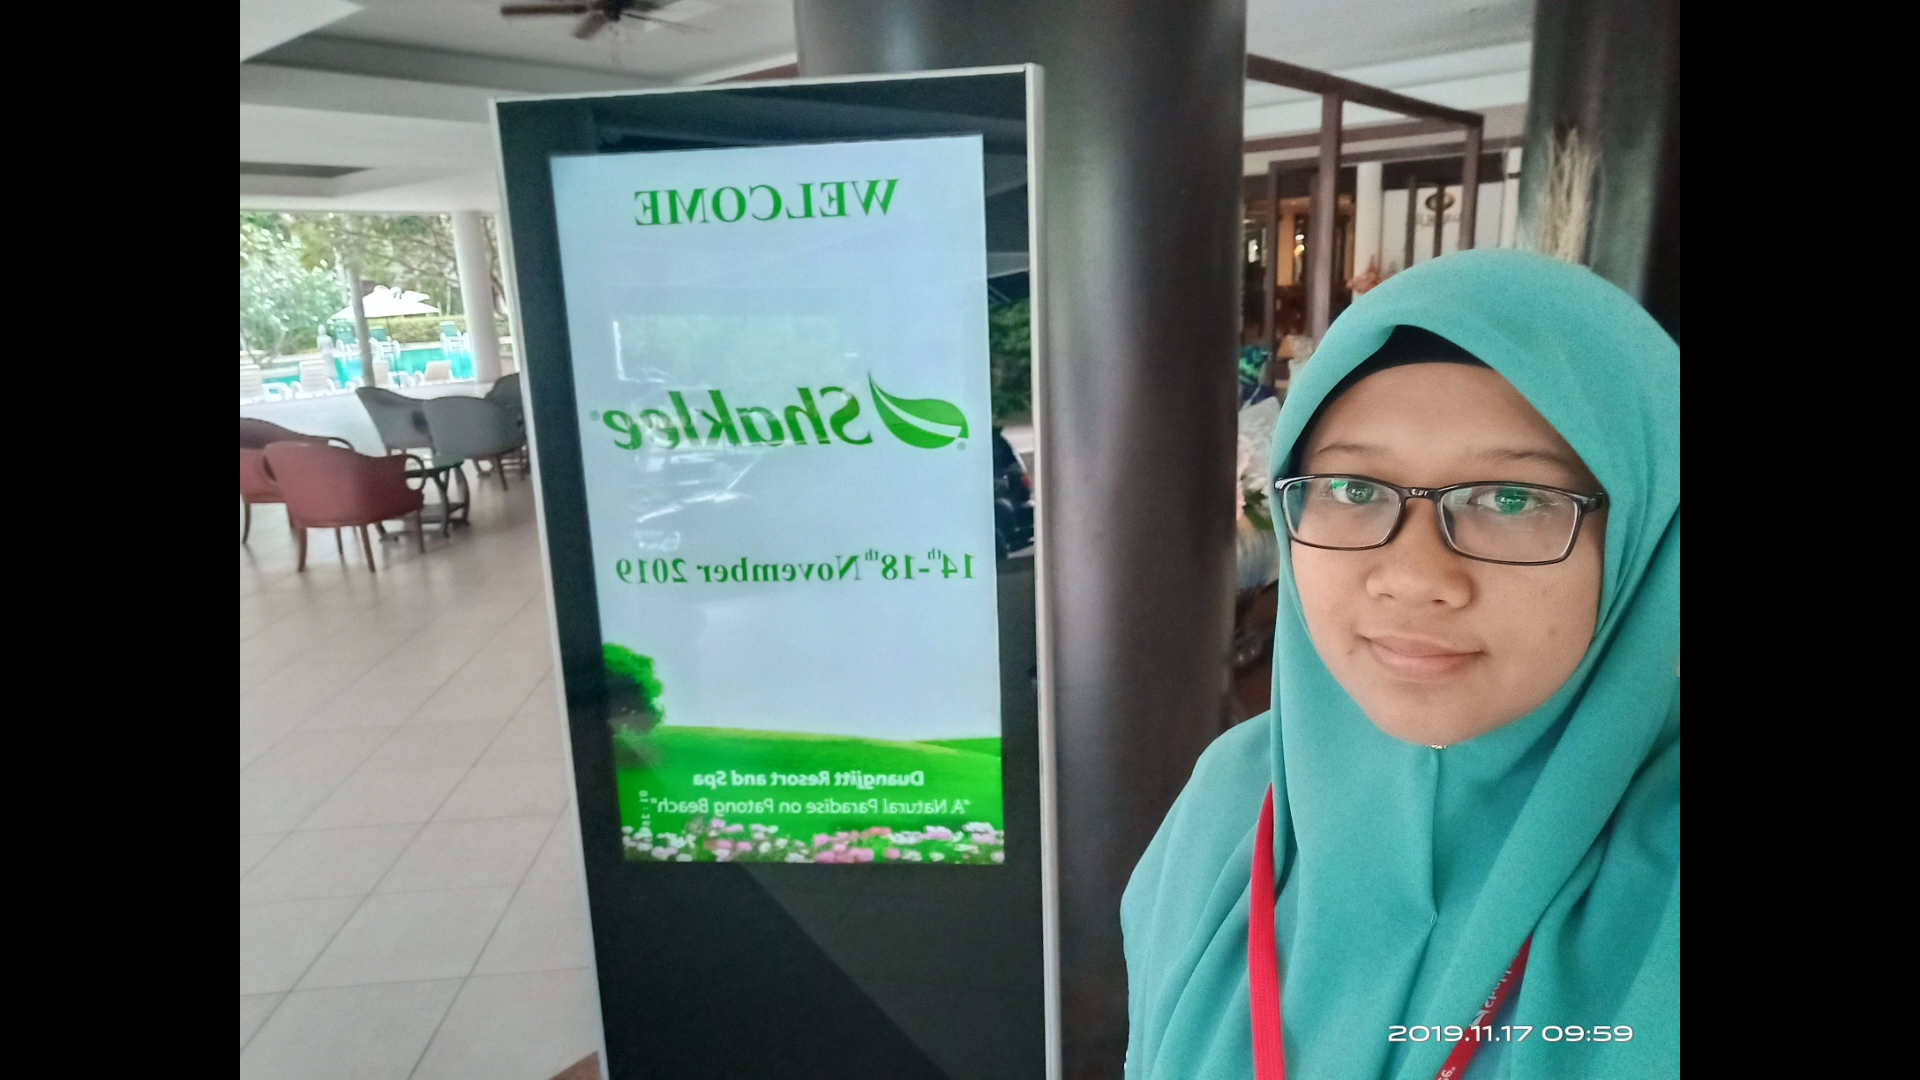 WELCOME
Shaklee®
14th-18th November 2019
Duangjitt Resort and Spa
"A Natural Paradise on Patong Beach"
2019.11.17 09:59